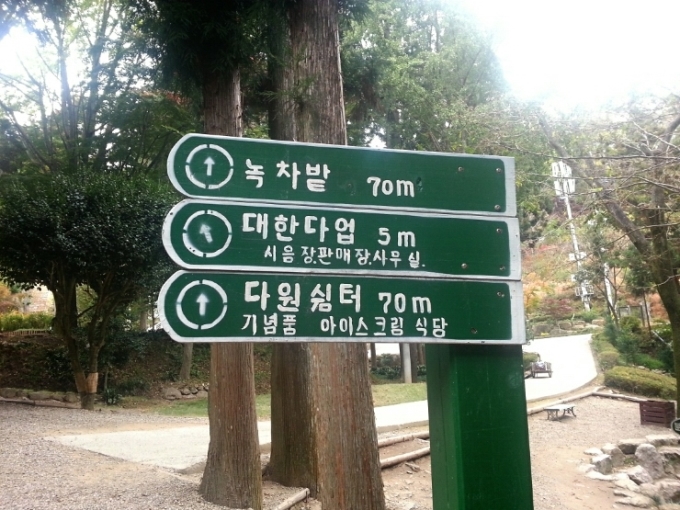 녹차밭 70m
대한다업 5m
시음장.판매장.사무실.
다원쉼터 70m
기념품 아이스크림 식당